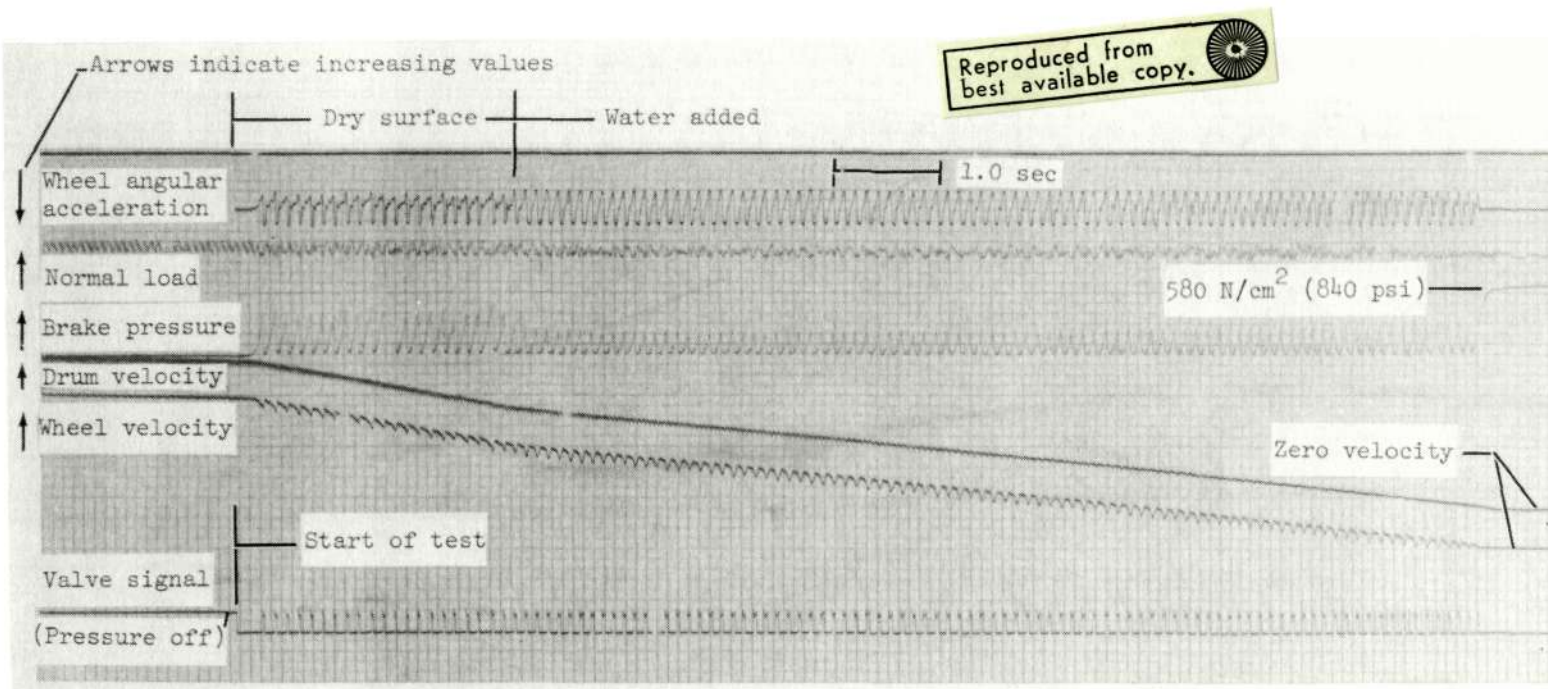 Reproduced from
best available copy.
Arrows indicate increasing values
Dry surface
Water added
1.0 sec
Wheel angular
acceleration
Normal load
580 N/cm2 (840 psi)
Brake pressure
Drum velocity
Wheel velocity
Zero velocity
Start of test
Valve signal
(Pressure off)